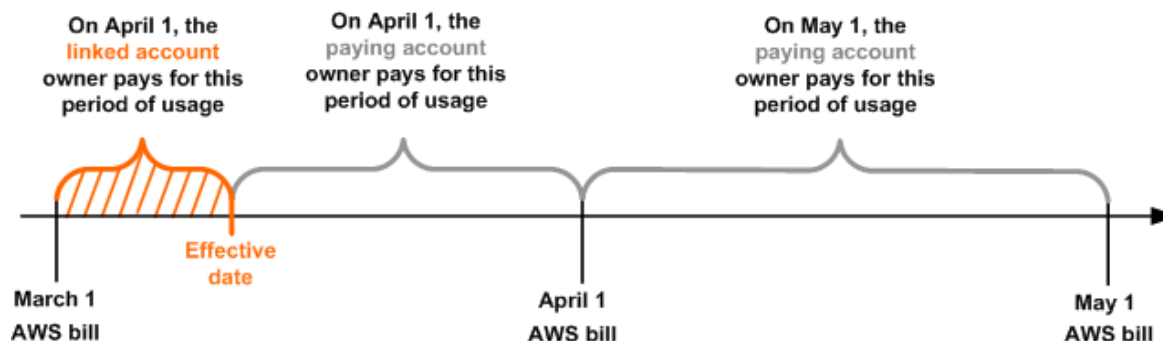 On April 1, the
linked account
owner pays for this
period of usage
On April 1, the
paying account
owner pays for this
period of usage
On May 1, the
paying account
owner pays for this
period of usage
Effective
date
March 1
AWS bill
April 1
AWS bill
May 1
AWS bill